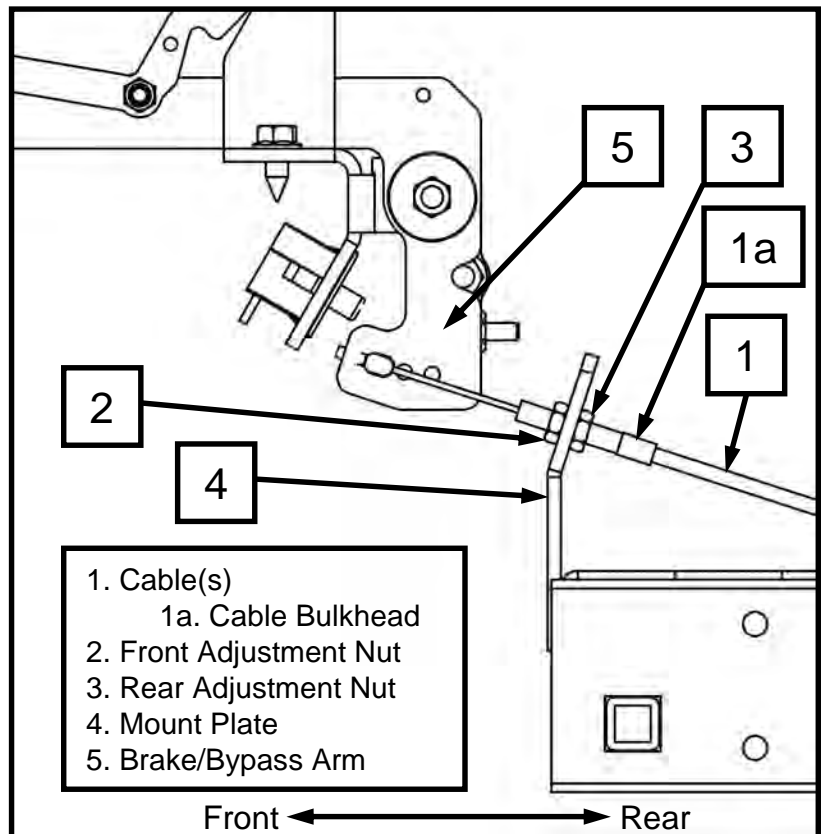 5
3
1a
1
2
4
1. Cable(s)
1a. Cable Bulkhead
2. Front Adjustment Nut
3. Rear Adjustment Nut
4. Mount Plate
5. Brake/Bypass Arm
Front Rear